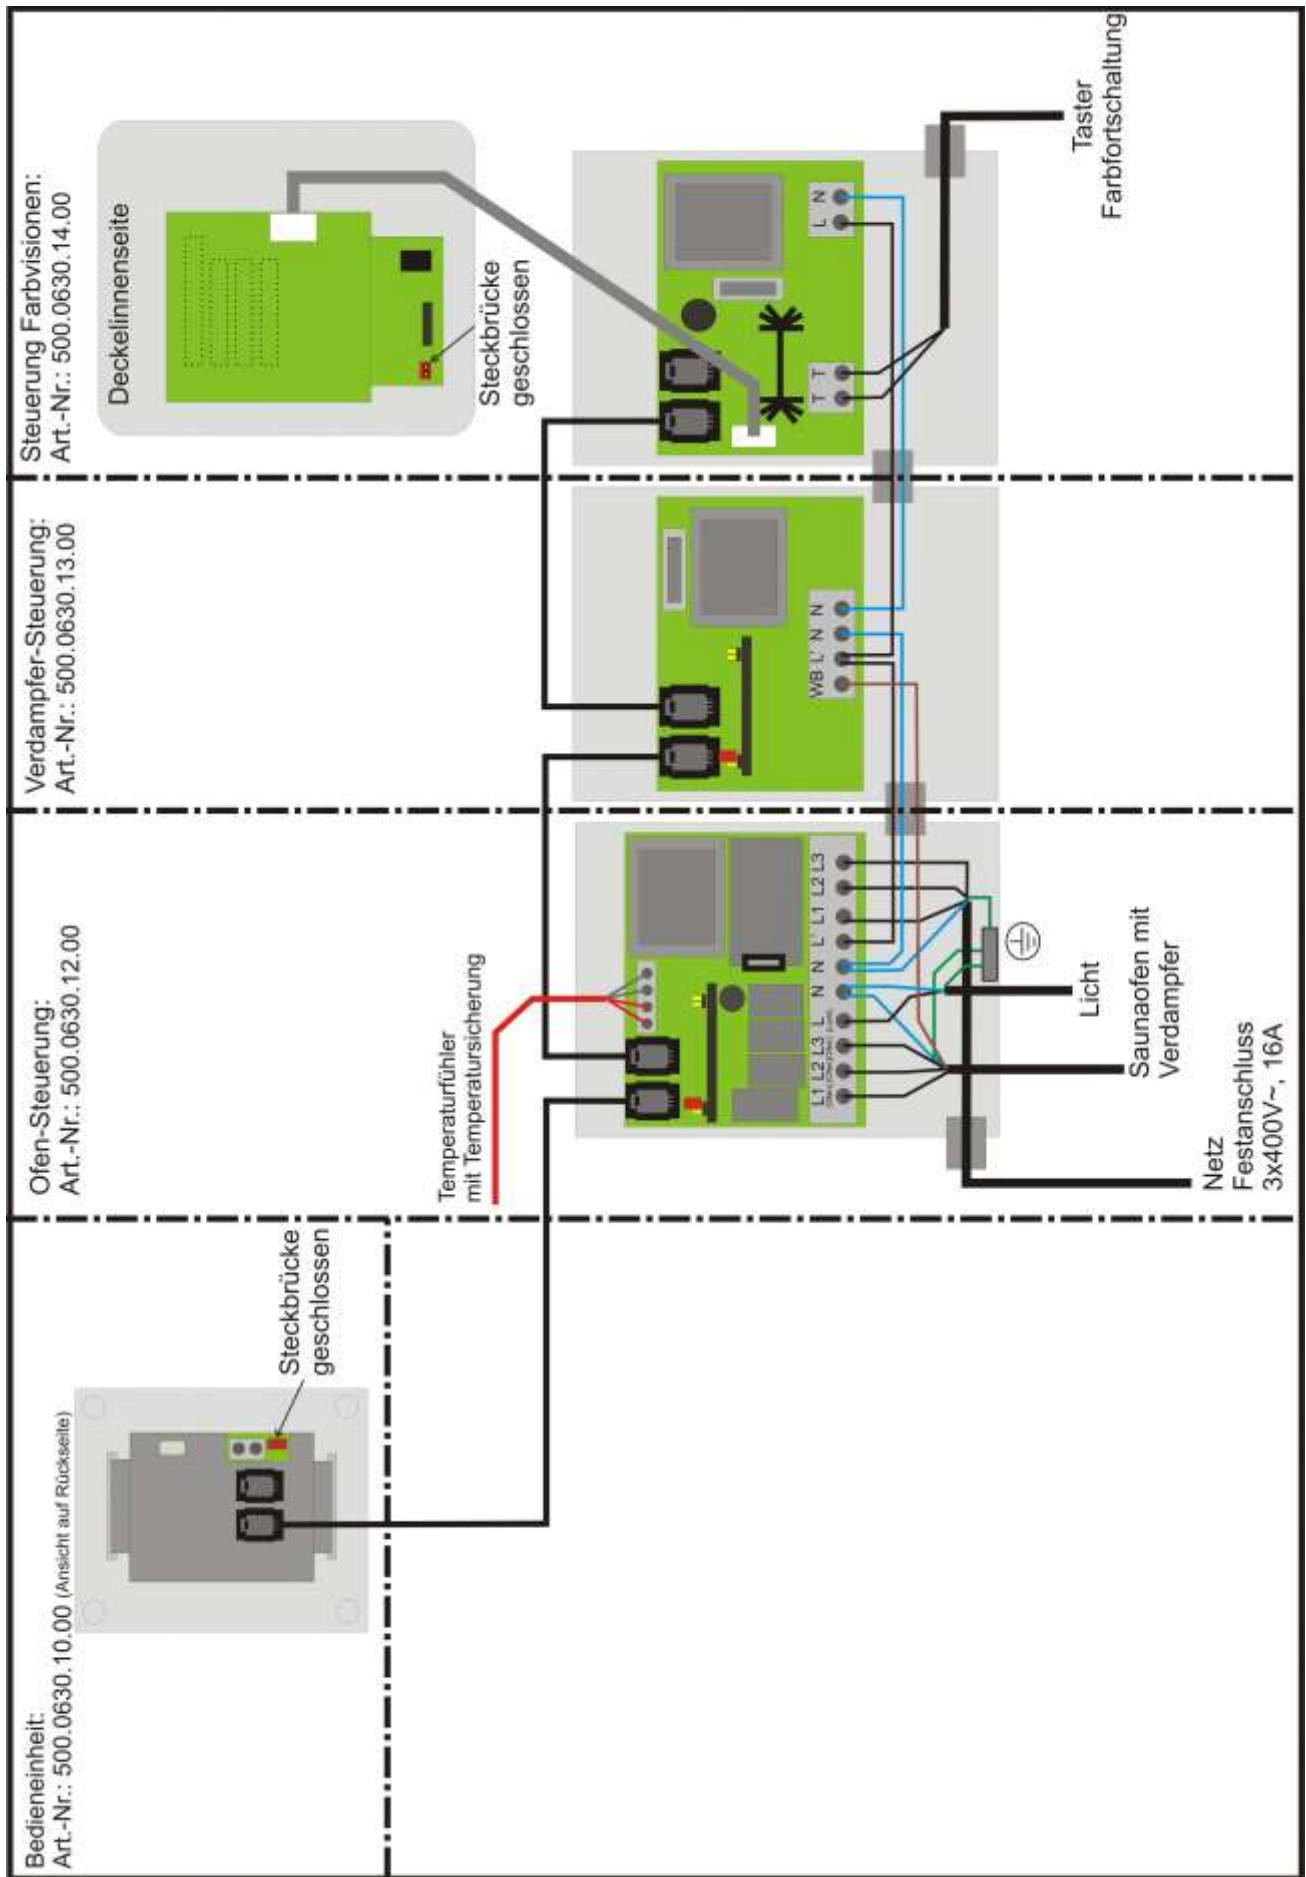 Bedieneinheit:
Art.-Nr.: 500.0630.10.00 (Ansicht auf Rückseite)
Steckbrücke
geschlossen
Ofen-Steuerung:
Art.-Nr.: 500.0630.12.00
Temperaturfühler
mit Temperatursicherung
L1 L2 L3 L N N L' L1 L2 L3
Netz
Festanschluss
3x400V~, 16A
Saunaofen mit
Verdampfer
Licht
Verdampfer-Steuerung:
Art.-Nr.: 500.0630.13.00
WB L' N N
Steuerung Farbvisionen:
Art.-Nr.: 500.0630.14.00
Deckelinnenseite
Steckbrücke
geschlossen
T T L N
Taster
Farbfortschaltung